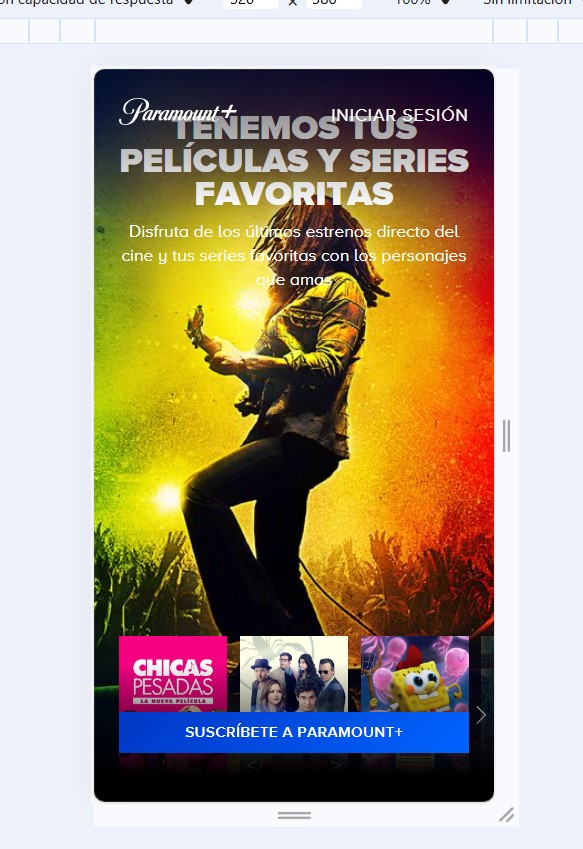 on capacidad de respuesta
320
x
580
100%
Sin limitación
Paramount+
INICIAR SESIÓN
TENEMOS TUS
PELÍCULAS Y SERIES
FAVORITAS
Disfruta de los últimos estrenos directo del
cine y tus series favoritas con los personajes
que amas
CHICAS
PESADAS
LA NUEVA PELÍCULA
SUSCRÍBETE A PARAMOUNT+